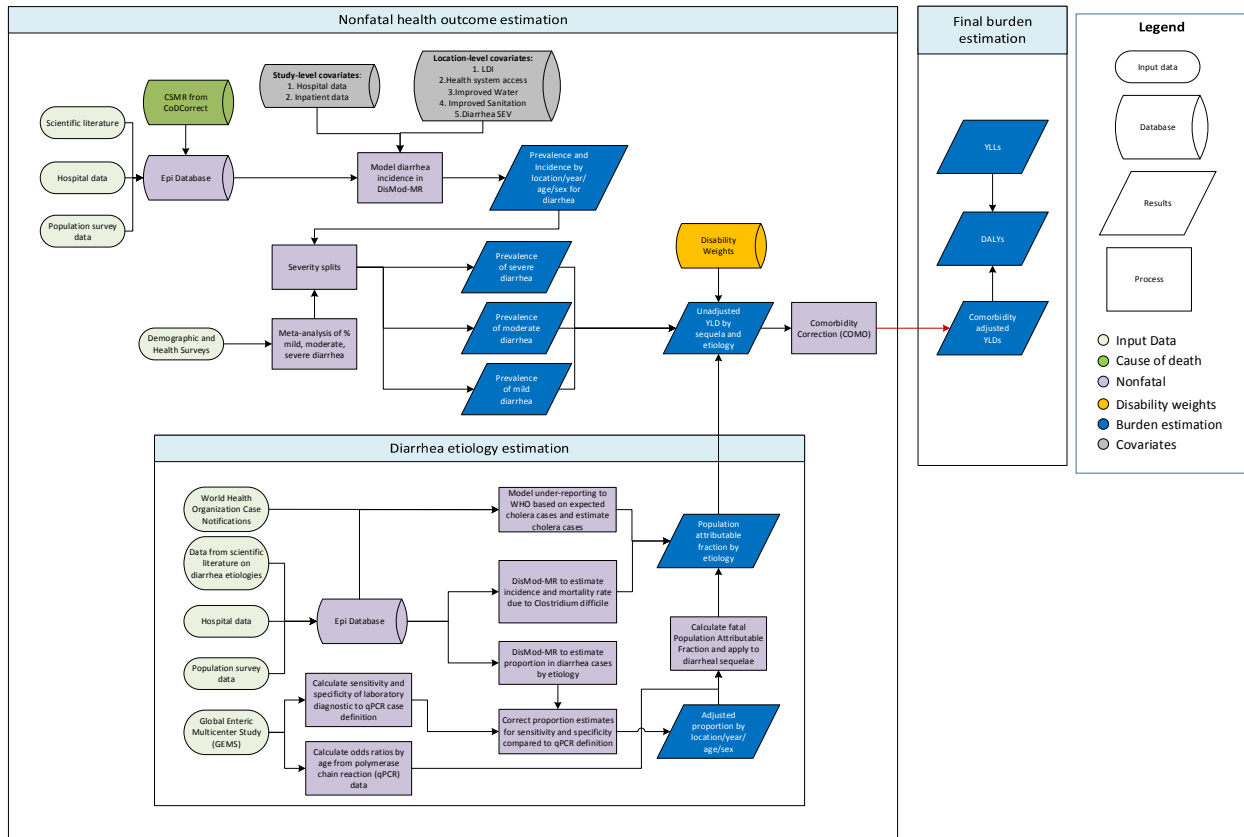 Nonfatal health outcome estimation
Final burden
estimation
Legend
Input data
Database
Results
Process
Input Data
Cause of death
Nonfatal
Disability weights
Burden estimation
Covariates
CSMR from
CoDCorrect
Study-level covariates:
1. Hospital data
2. Inpatient data
Location-level covariates:
1. LDI
2.Health system access
3.Improved Water
4. Improved Sanitation
5.Diarrhea SEV
Scientific literature
Hospital data
Population survey
data
Epi Database
Model diarrhea
incidence in
DisMod-MR
Prevalence and
Incidence by
location/year/
age/sex for
diarrhea
Severity splits
Prevalence
of severe
diarrhea
Prevalence
of moderate
diarrhea
Prevalence
of mild
diarrhea
Demographic and
Health Surveys
Meta-analysis of %
mild, moderate,
severe diarrhea
Disability
Weights
Unadjusted
YLD by
sequela and
etiology
Comorbidity
Correction (COMO)
YLLs
DALYs
Comorbidity
adjusted
YLDs
Diarrhea etiology estimation
World Health
Organization Case
Notifications
Data from scientific
literature on
diarrhea etiologies
Hospital data
Population survey
data
Global Enteric
Multicenter Study
(GEMS)
Epi Database
Model under-reporting to
WHO based on expected
cholera cases and estimate
cholera cases
DisMod-MR to estimate
incidence and mortality rate
due to Clostridium difficile
DisMod-MR to estimate
proportion in diarrhea cases
by etiology
Calculate sensitivity and
specificity of laboratory
diagnostic to qPCR case
definition
Calculate odds ratios by
age from polymerase
chain reaction (qPCR)
data
Correct proportion estimates
for sensitivity and specificity
compared to qPCR definition
Population
attributable
fraction by
etiology
Calculate fatal
Population Attributable
Fraction and apply to
diarrheal sequelae
Adjusted
proportion by
location/year/
age/sex